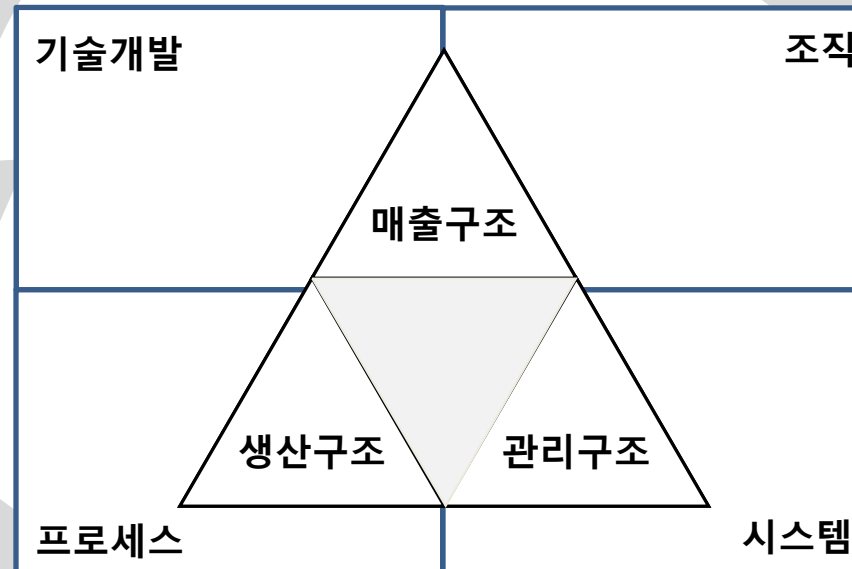 기술개발
조직
매출구조
생산구조
관리구조
프로세스
시스템